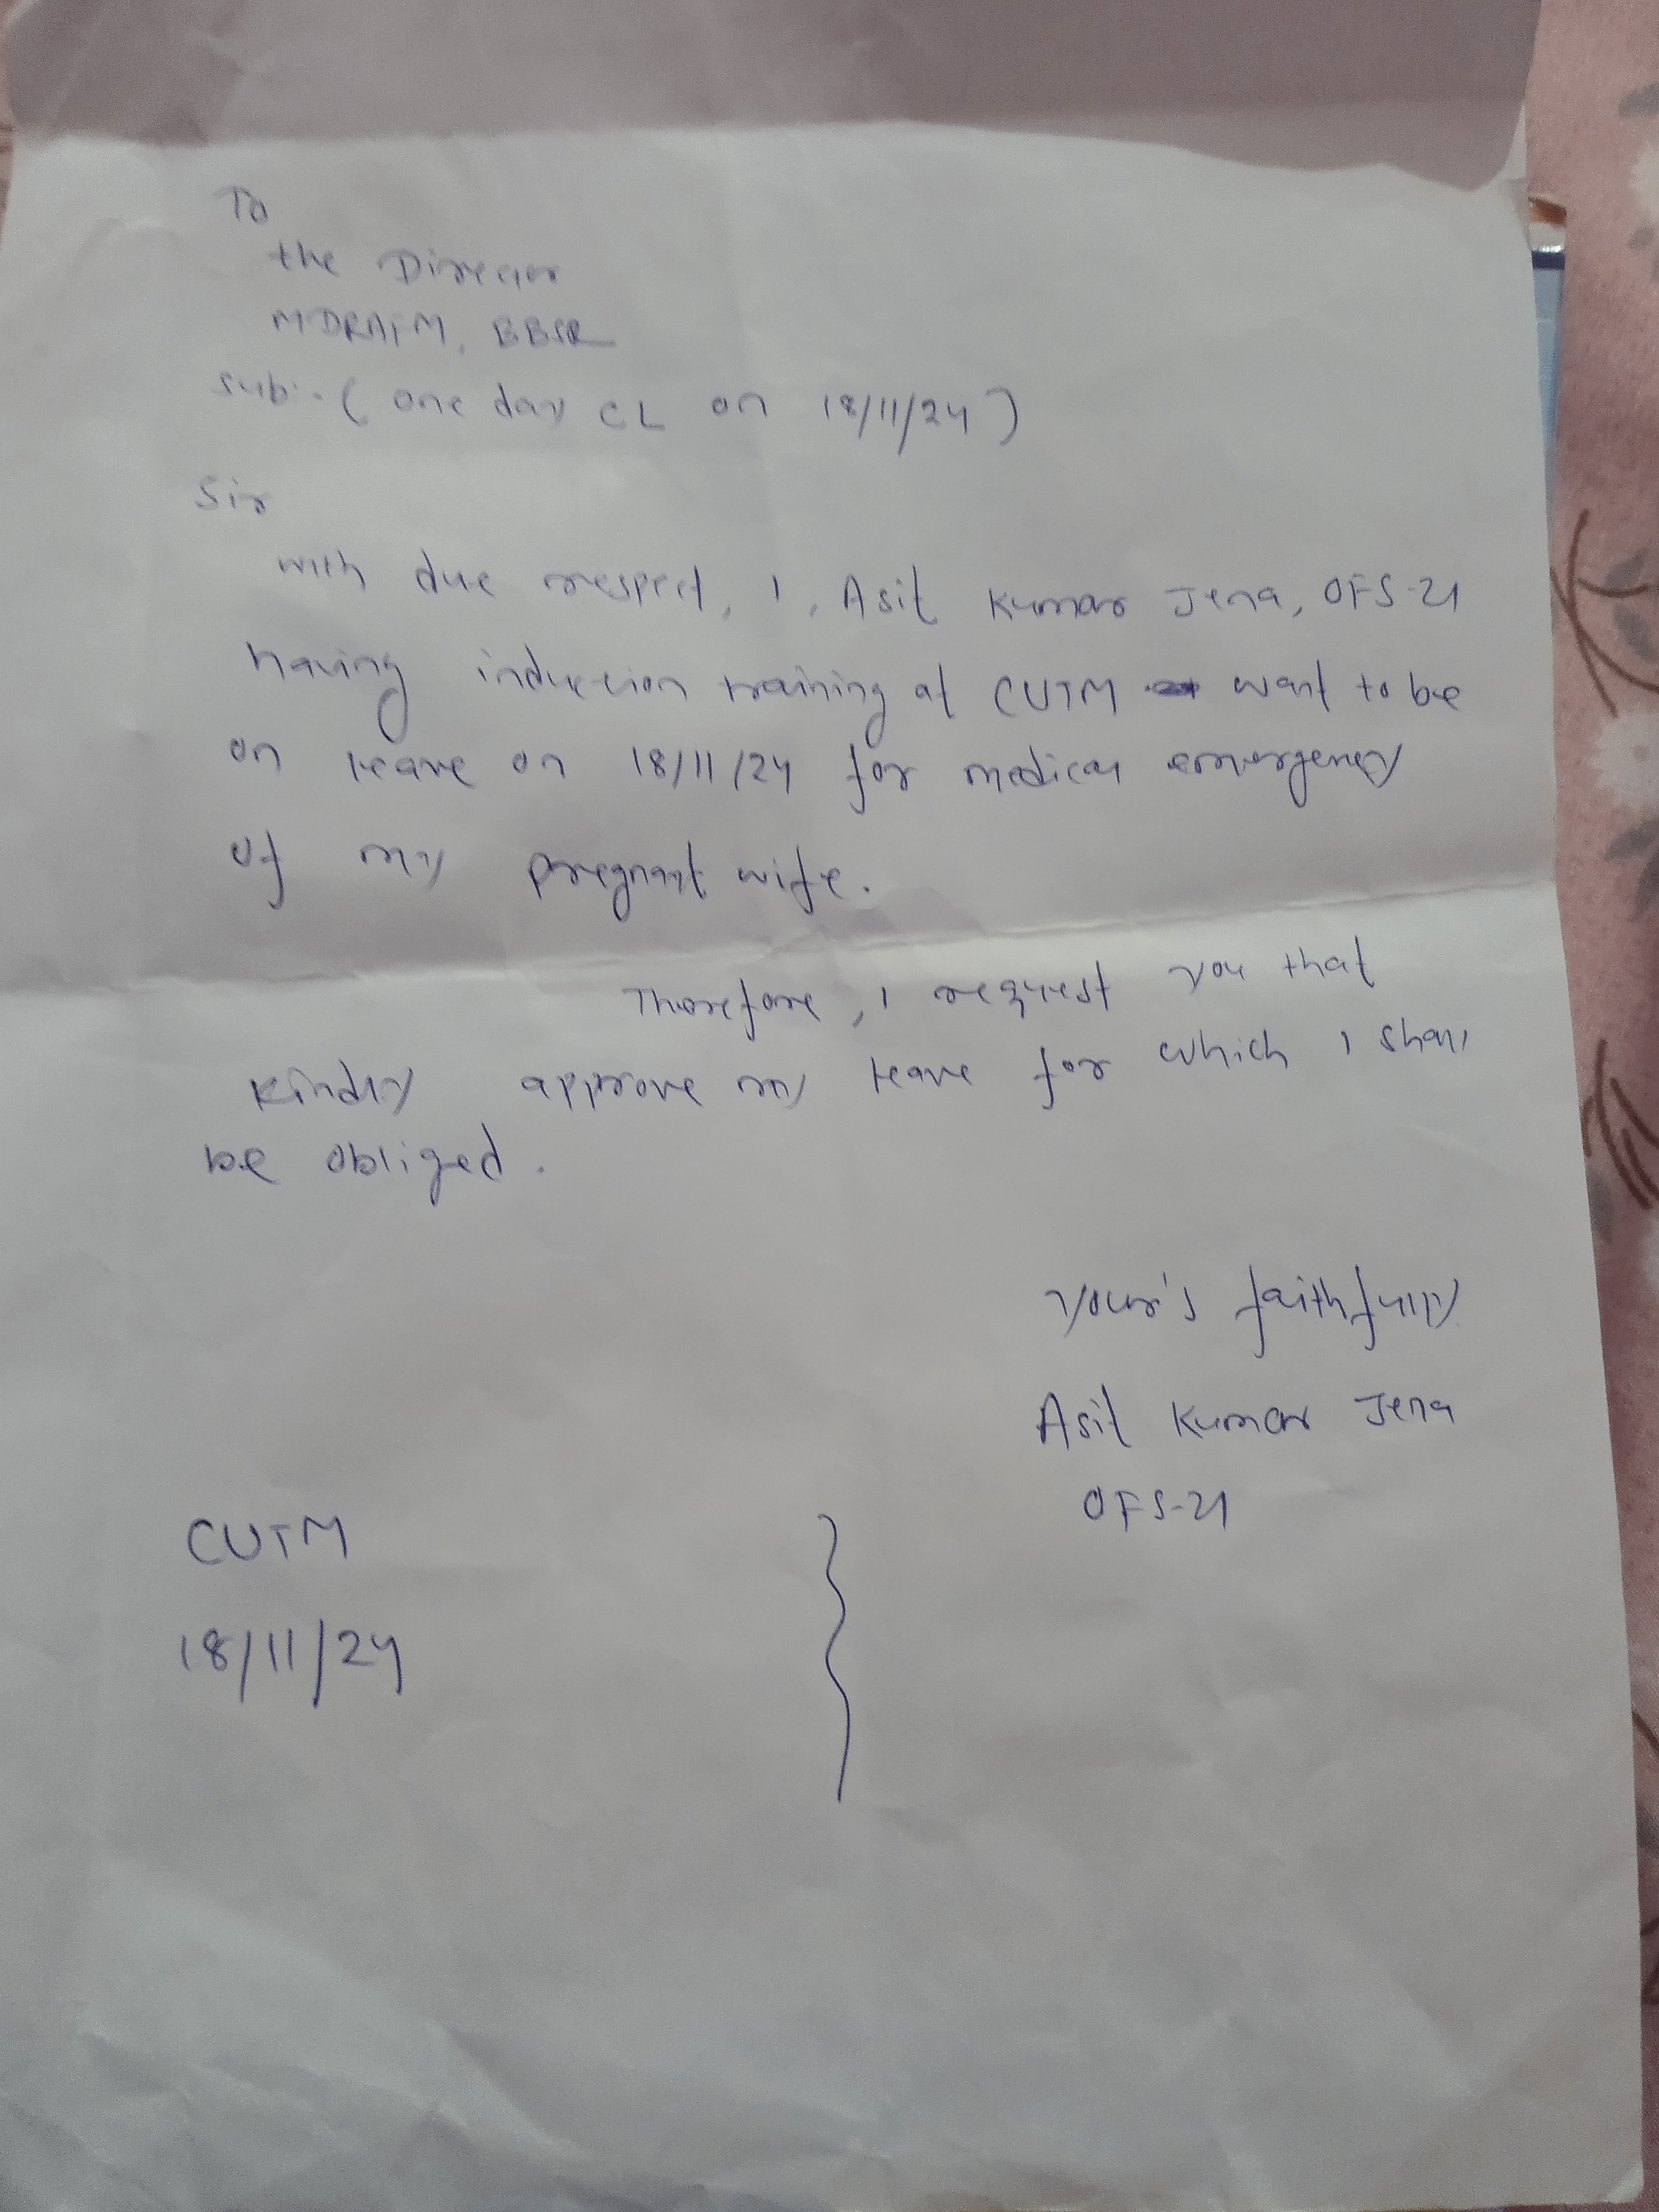 To
the Director
MDRAFM, BBSR
Sub:- (one day CL on 18/11/24)
Sir
with due respect, I, Asit Kumar Jena, OFS-21
having induction training at CUTM want to be
on leave on 18/11/24 for medical emergency
of my pregnant wife.
Therefore, I request you that
kindly approve my leave for which I shall
be obliged.
Your's faithfully
Asit Kumar Jena
OFS-21
CUTM
18/11/24